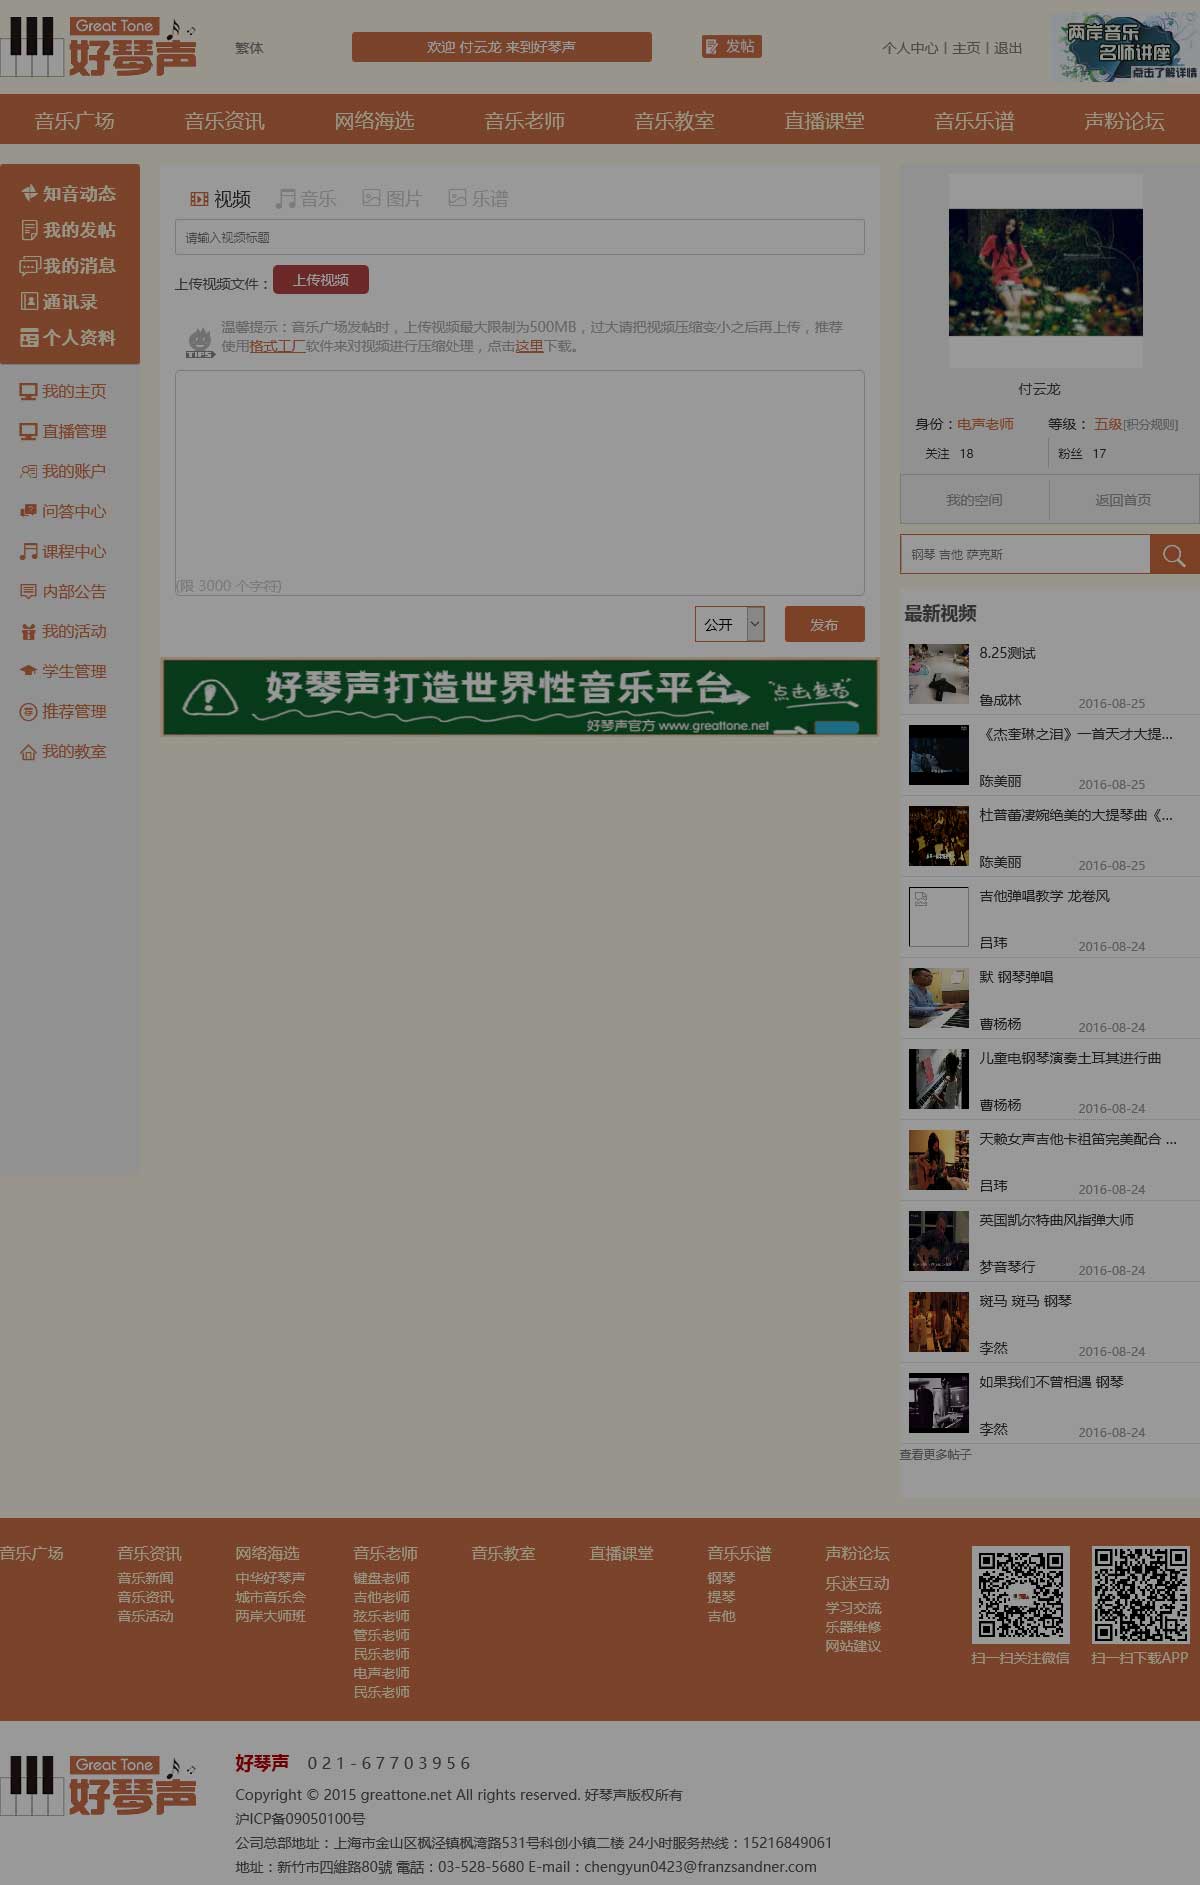 Great Tone
好琴声
繁体
欢迎 付云龙 来到好琴声
发帖
个人中心 | 主页 | 退出
两岸音乐
名师讲座
点击了解详情
音乐广场 音乐资讯 网络海选 音乐老师 音乐教室 直播课堂 音乐乐谱 声粉论坛
知音动态
我的发帖
我的消息
通讯录
个人资料
我的主页
直播管理
我的账户
问答中心
课程中心
内部公告
我的活动
学生管理
推荐管理
我的教室
视频 音乐 图片 乐谱
请输入视频标题
上传视频文件： 上传视频
TIPS
温馨提示：音乐广场发帖时，上传视频最大限制为500MB，过大请把视频压缩变小之后再上传，推荐
使用格式工厂软件来对视频进行压缩处理，点击这里下载。
(限 3000 个字符)
公开 发布
好琴声打造世界性音乐平台
点击查看
好琴声官方 www.greattone.net
付云龙
身份：电声老师 等级： 五级[积分规则]
关注 18 粉丝 17
我的空间 返回首页
钢琴 吉他 萨克斯
最新视频
8.25测试
鲁成林 2016-08-25
《杰奎琳之泪》一首天才大提...
陈美丽 2016-08-25
杜普蕾凄婉绝美的大提琴曲《...
陈美丽 2016-08-25
吉他弹唱教学 龙卷风
吕玮 2016-08-24
默 钢琴弹唱
曹杨杨 2016-08-24
儿童电钢琴演奏土耳其进行曲
曹杨杨 2016-08-24
天赖女声吉他卡祖笛完美配合 ...
吕玮 2016-08-24
英国凯尔特曲风指弹大师
梦音琴行 2016-08-24
斑马 斑马 钢琴
李然 2016-08-24
如果我们不曾相遇 钢琴
李然 2016-08-24
查看更多帖子
音乐广场
音乐资讯
音乐新闻
音乐资讯
音乐活动
网络海选
中华好琴声
城市音乐会
两岸大师班
音乐老师
键盘老师
吉他老师
弦乐老师
管乐老师
民乐老师
电声老师
民乐老师
音乐教室
直播课堂
音乐乐谱
钢琴
提琴
吉他
声粉论坛
乐迷互动
学习交流
乐器维修
网站建议
扫一扫关注微信
扫一扫下载APP
Great Tone
好琴声
好琴声 021-67703956
Copyright © 2015 greattone.net All rights reserved. 好琴声版权所有
沪ICP备09050100号
公司总部地址：上海市金山区枫泾镇枫湾路531号科创小镇二楼 24小时服务热线：15216849061
地址：新竹市四維路80號 電話：03-528-5680 E-mail：chengyun0423@franzsandner.com